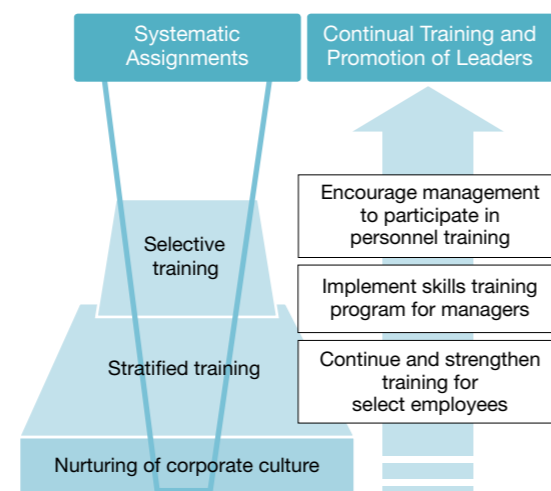 Systematic
Assignments
Continual Training and
Promotion of Leaders
Encourage management
to participate in
personnel training
Selective
training
Implement skills training
program for managers
Stratified training
Continue and strengthen
training for
select employees
Nurturing of corporate culture